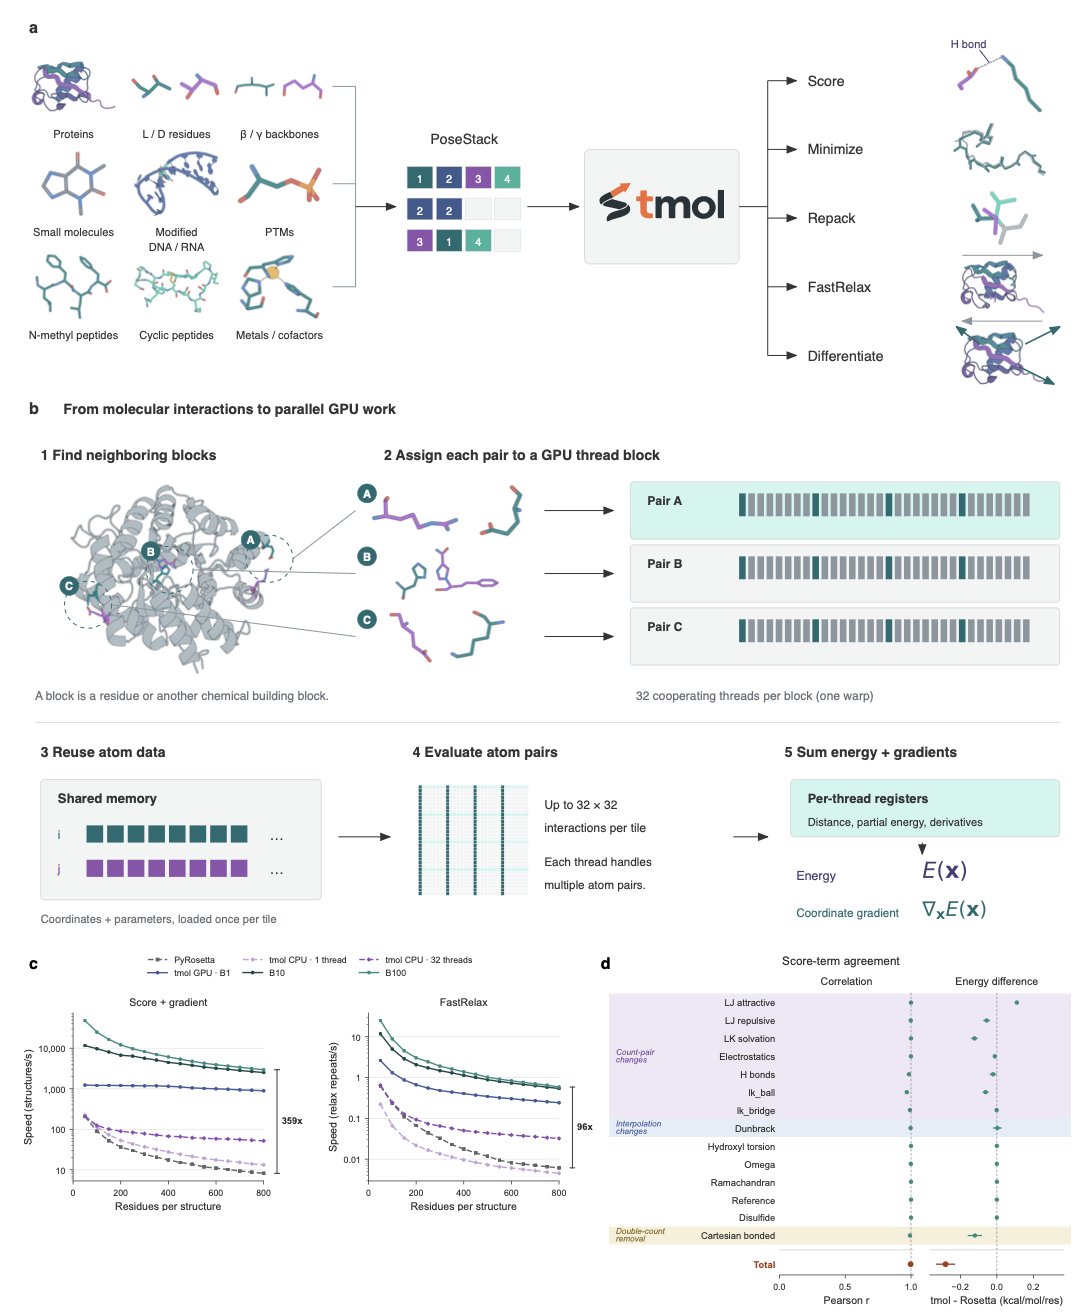 a
H bond
Proteins
L / D residues
β / γ backbones
Small molecules
Modified
DNA / RNA
PTMs
N-methyl peptides
Cyclic peptides
Metals / cofactors
PoseStack
1 2 3 4
2 2
3 1 4
tmol
Score
Minimize
Repack
FastRelax
Differentiate
b From molecular interactions to parallel GPU work
1 Find neighboring blocks
A
B
C
A block is a residue or another chemical building block.
2 Assign each pair to a GPU thread block
A
B
C
Pair A
Pair B
Pair C
32 cooperating threads per block (one warp)
3 Reuse atom data
Shared memory
i ...
j ...
Coordinates + parameters, loaded once per tile
4 Evaluate atom pairs
Up to 32 × 32
interactions per tile
Each thread handles
multiple atom pairs.
5 Sum energy + gradients
Per-thread registers
Distance, partial energy, derivatives
Energy E(x)
Coordinate gradient ∇xE(x)
c
PyRosetta tmol CPU · 1 thread tmol CPU · 32 threads
tmol GPU · B1 B10 B100
Score + gradient
Speed (structures/s)
10,000
1,000
100
10
0 200 400 600 800
Residues per structure
359x
FastRelax
Speed (relax repeats/s)
10
1
0.1
0.01
0 200 400 600 800
Residues per structure
96x
d
Score-term agreement
Correlation Energy difference
LJ attractive
LJ repulsive
LK solvation
Count-pair
changes
Electrostatics
H bonds
lk_ball
lk_bridge
Interpolation
changes
Dunbrack
Hydroxyl torsion
Omega
Ramachandran
Reference
Disulfide
Double-count
removal
Cartesian bonded
Total
0.0 0.5 1.0 −0.2 0.0 0.2
Pearson r tmol - Rosetta (kcal/mol/res)